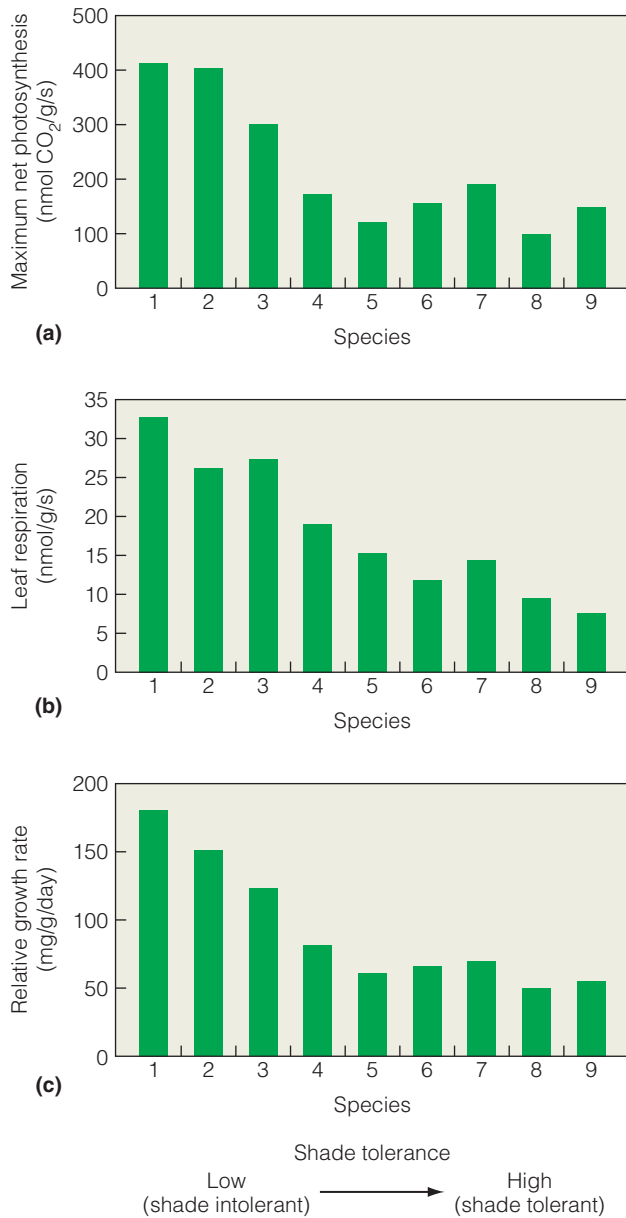 Maximum net photosynthesis
(nmol CO₂/g/s)
500
400
300
200
100
0
1 2 3 4 5 6 7 8 9
(a)
Species
Leaf respiration
(nmol/g/s)
35
30
25
20
15
10
5
0
1 2 3 4 5 6 7 8 9
(b)
Species
Relative growth rate
(mg/g/day)
200
150
100
50
0
1 2 3 4 5 6 7 8 9
(c)
Species
Shade tolerance
Low High
(shade intolerant) (shade tolerant)